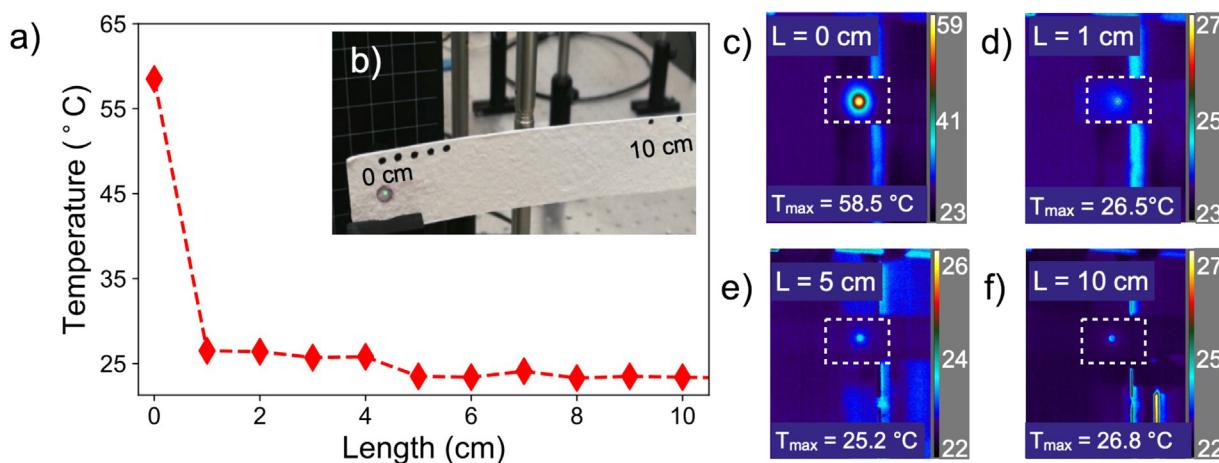 a)
Temperature ( ° C)
65
55
45
35
25
0
2
4
6
8
10
Length (cm)
b)
0 cm
10 cm
c)
L = 0 cm
59
41
23
Tmax = 58.5 °C
d)
L = 1 cm
27
25
23
Tmax = 26.5°C
e)
L = 5 cm
26
24
22
Tmax = 25.2 °C
f)
L = 10 cm
27
25
22
Tmax = 26.8 °C